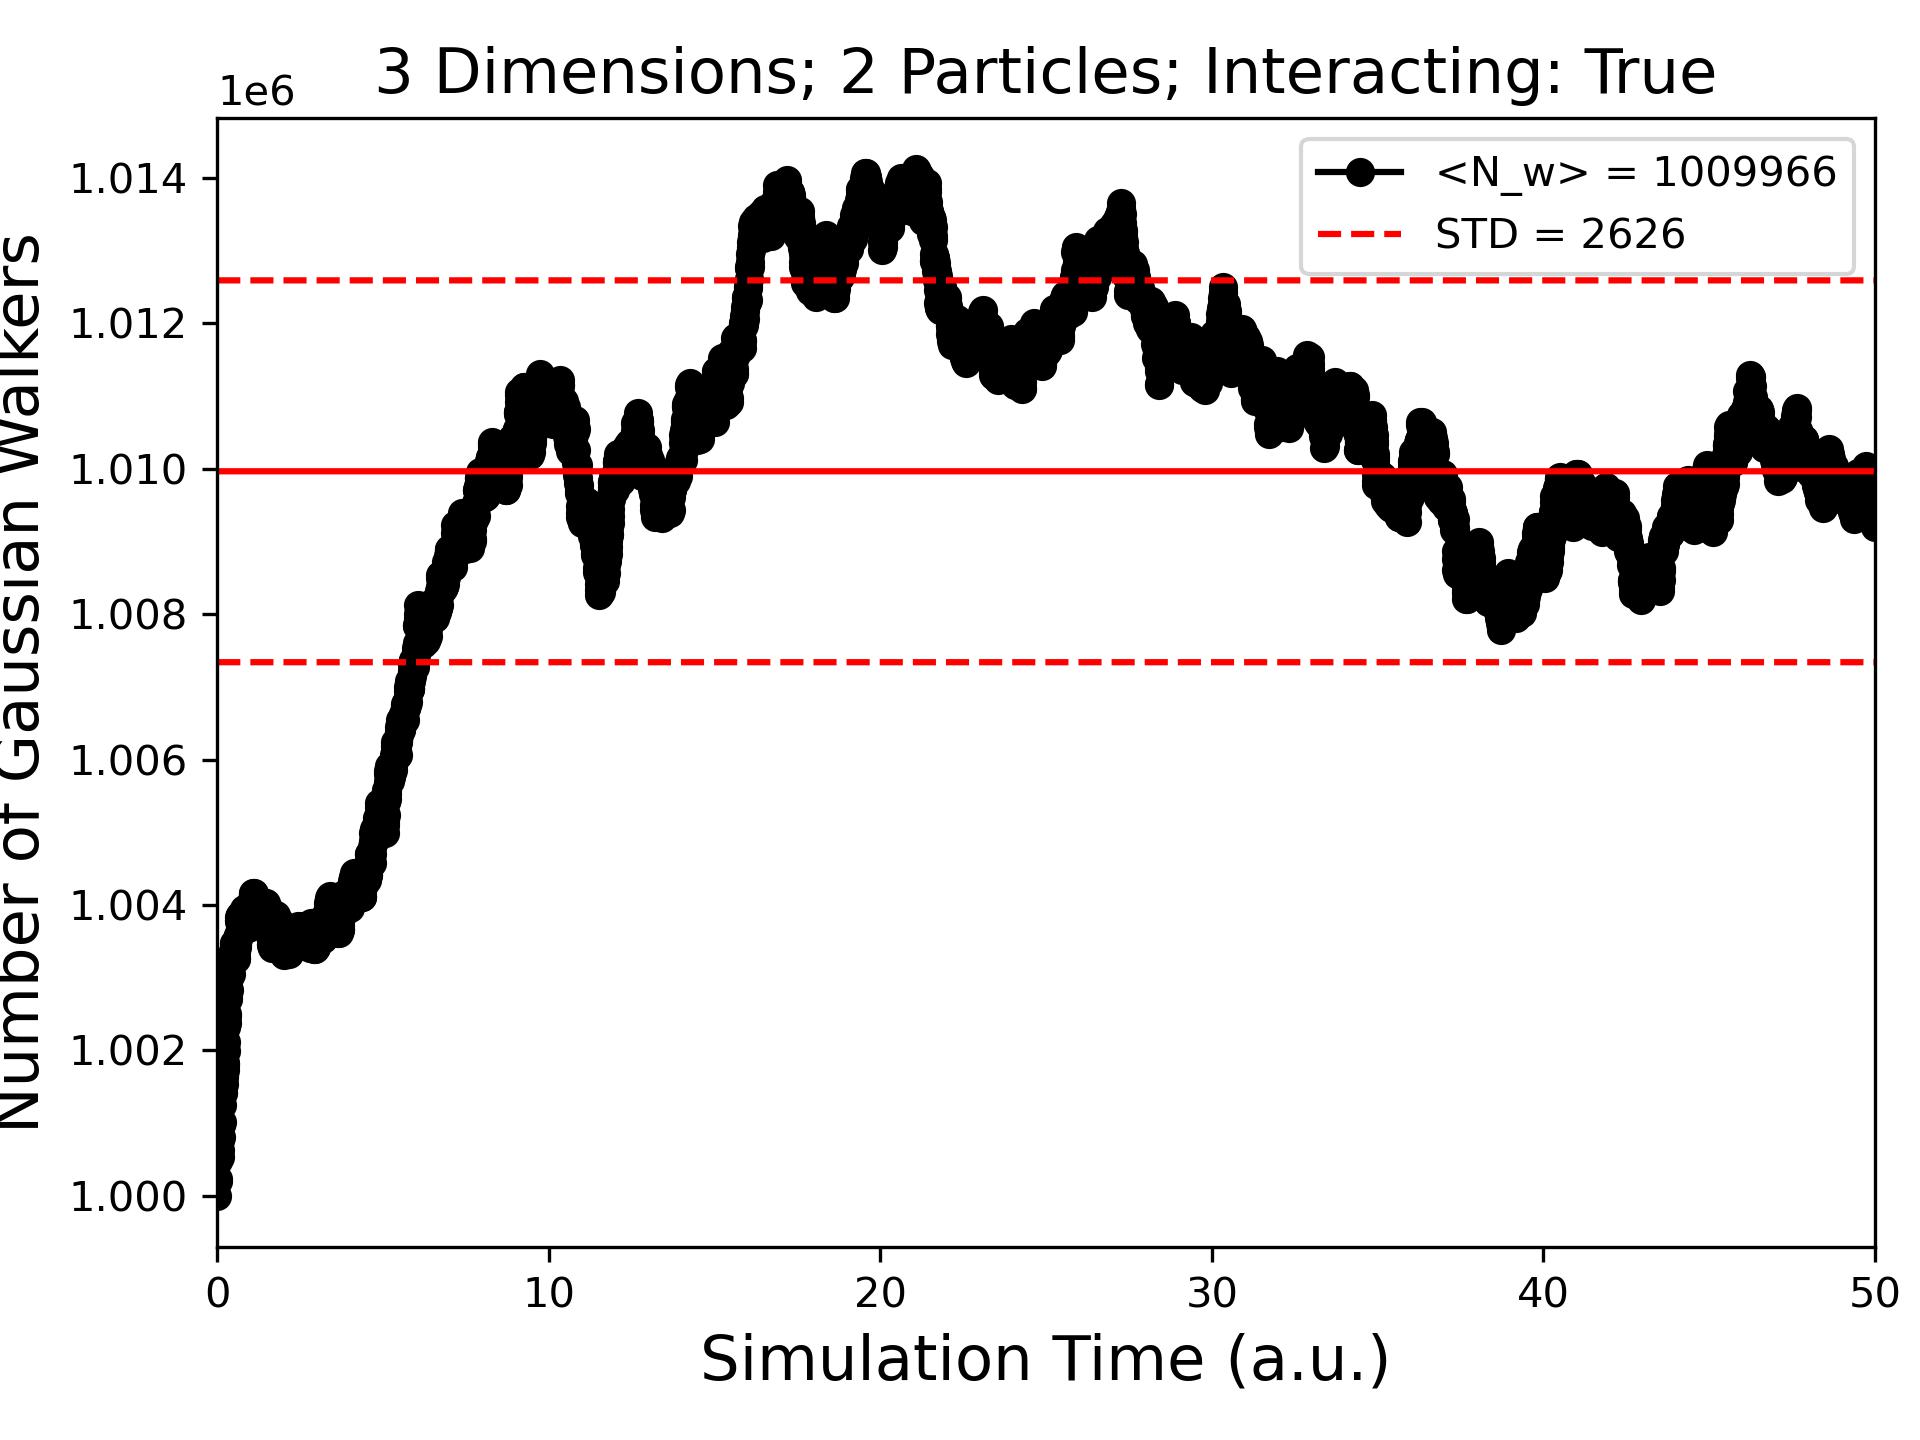 3 Dimensions; 2 Particles; Interacting: True
1e6
<N_w> = 1009966
STD = 2626
1.014
1.012
1.010
1.008
1.006
1.004
1.002
1.000
Number of Gaussian Walkers
0 10 20 30 40 50
Simulation Time (a.u.)